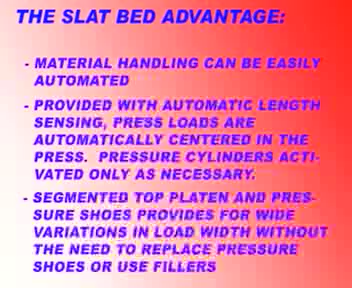 THE SLAT BED ADVANTAGE:
- MATERIAL HANDLING CAN BE EASILY
AUTOMATED
- PROVIDED WITH AUTOMATIC LENGTH
SENSING, PRESS LOADS ARE
AUTOMATICALLY CENTERED IN THE
PRESS. PRESSURE CYLINDERS ACTI-
VATED ONLY AS NECESSARY.
- SEGMENTED TOP PLATEN AND PRES-
SURE SHOES PROVIDES FOR WIDE
VARIATIONS IN LOAD WIDTH WITHOUT
THE NEED TO REPLACE PRESSURE
SHOES OR USE FILLERS